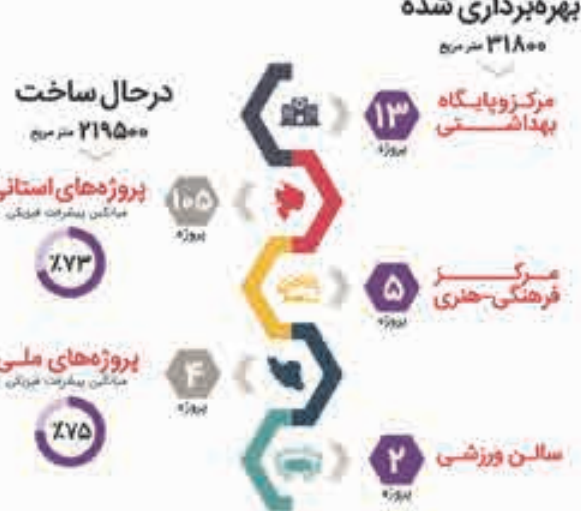 بهره‌برداری شده
۳۱۸۰۰ متر مربع
مرکز و پایگاه
بهداشتی
۱۳
پروژه
مرکز
فرهنگی-هنری
۵
پروژه
سالن ورزشی
۲
پروژه
درحال ساخت
۲۱۹۵۰۰ متر مربع
پروژه‌های استانی
میانگین پیشرفت فیزیکی
٪۷۳
۱۰۵
پروژه
پروژه‌های ملی
میانگین پیشرفت فیزیکی
٪۷۵
۴
پروژه